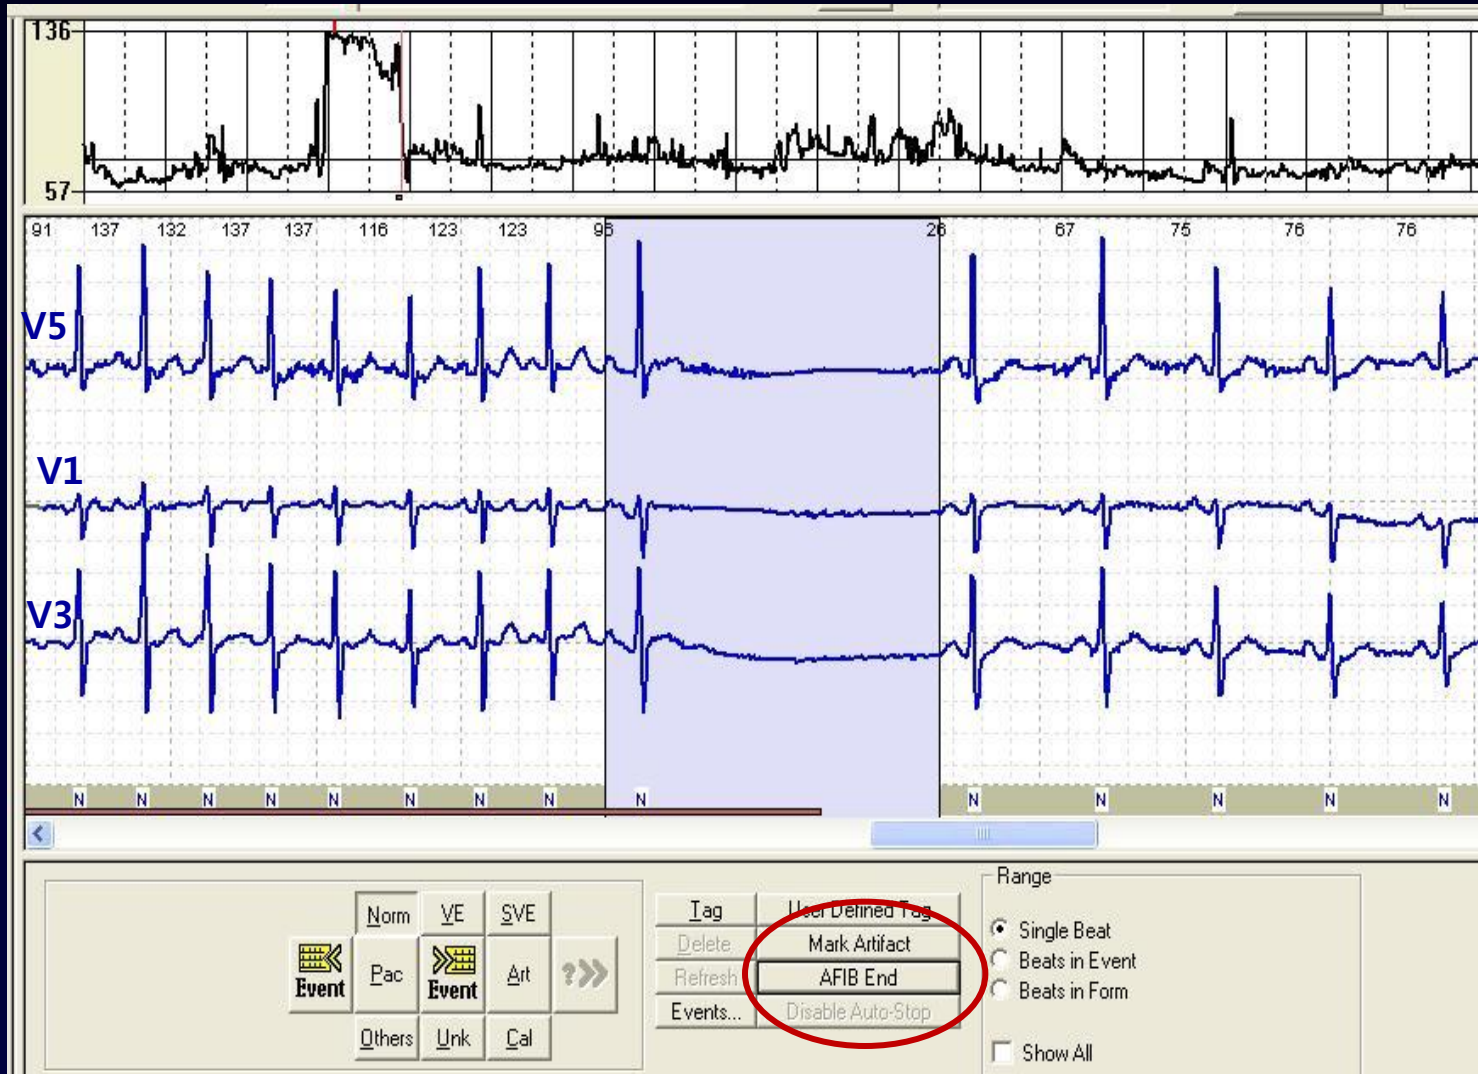 136
57
91 137 132 137 137 116 123 123 95 26 67 75 76 76
V5
V1
V3
N N N N N N N N N N N N N N
Norm VE SVE
Event Pac Event Art ?
Others Unk Cal
Tag User Defined Tag
Delete Mark Artifact
Refresh AFIB End
Events... Disable Auto-Stop
Range
Single Beat
Beats in Event
Beats in Form
Show All